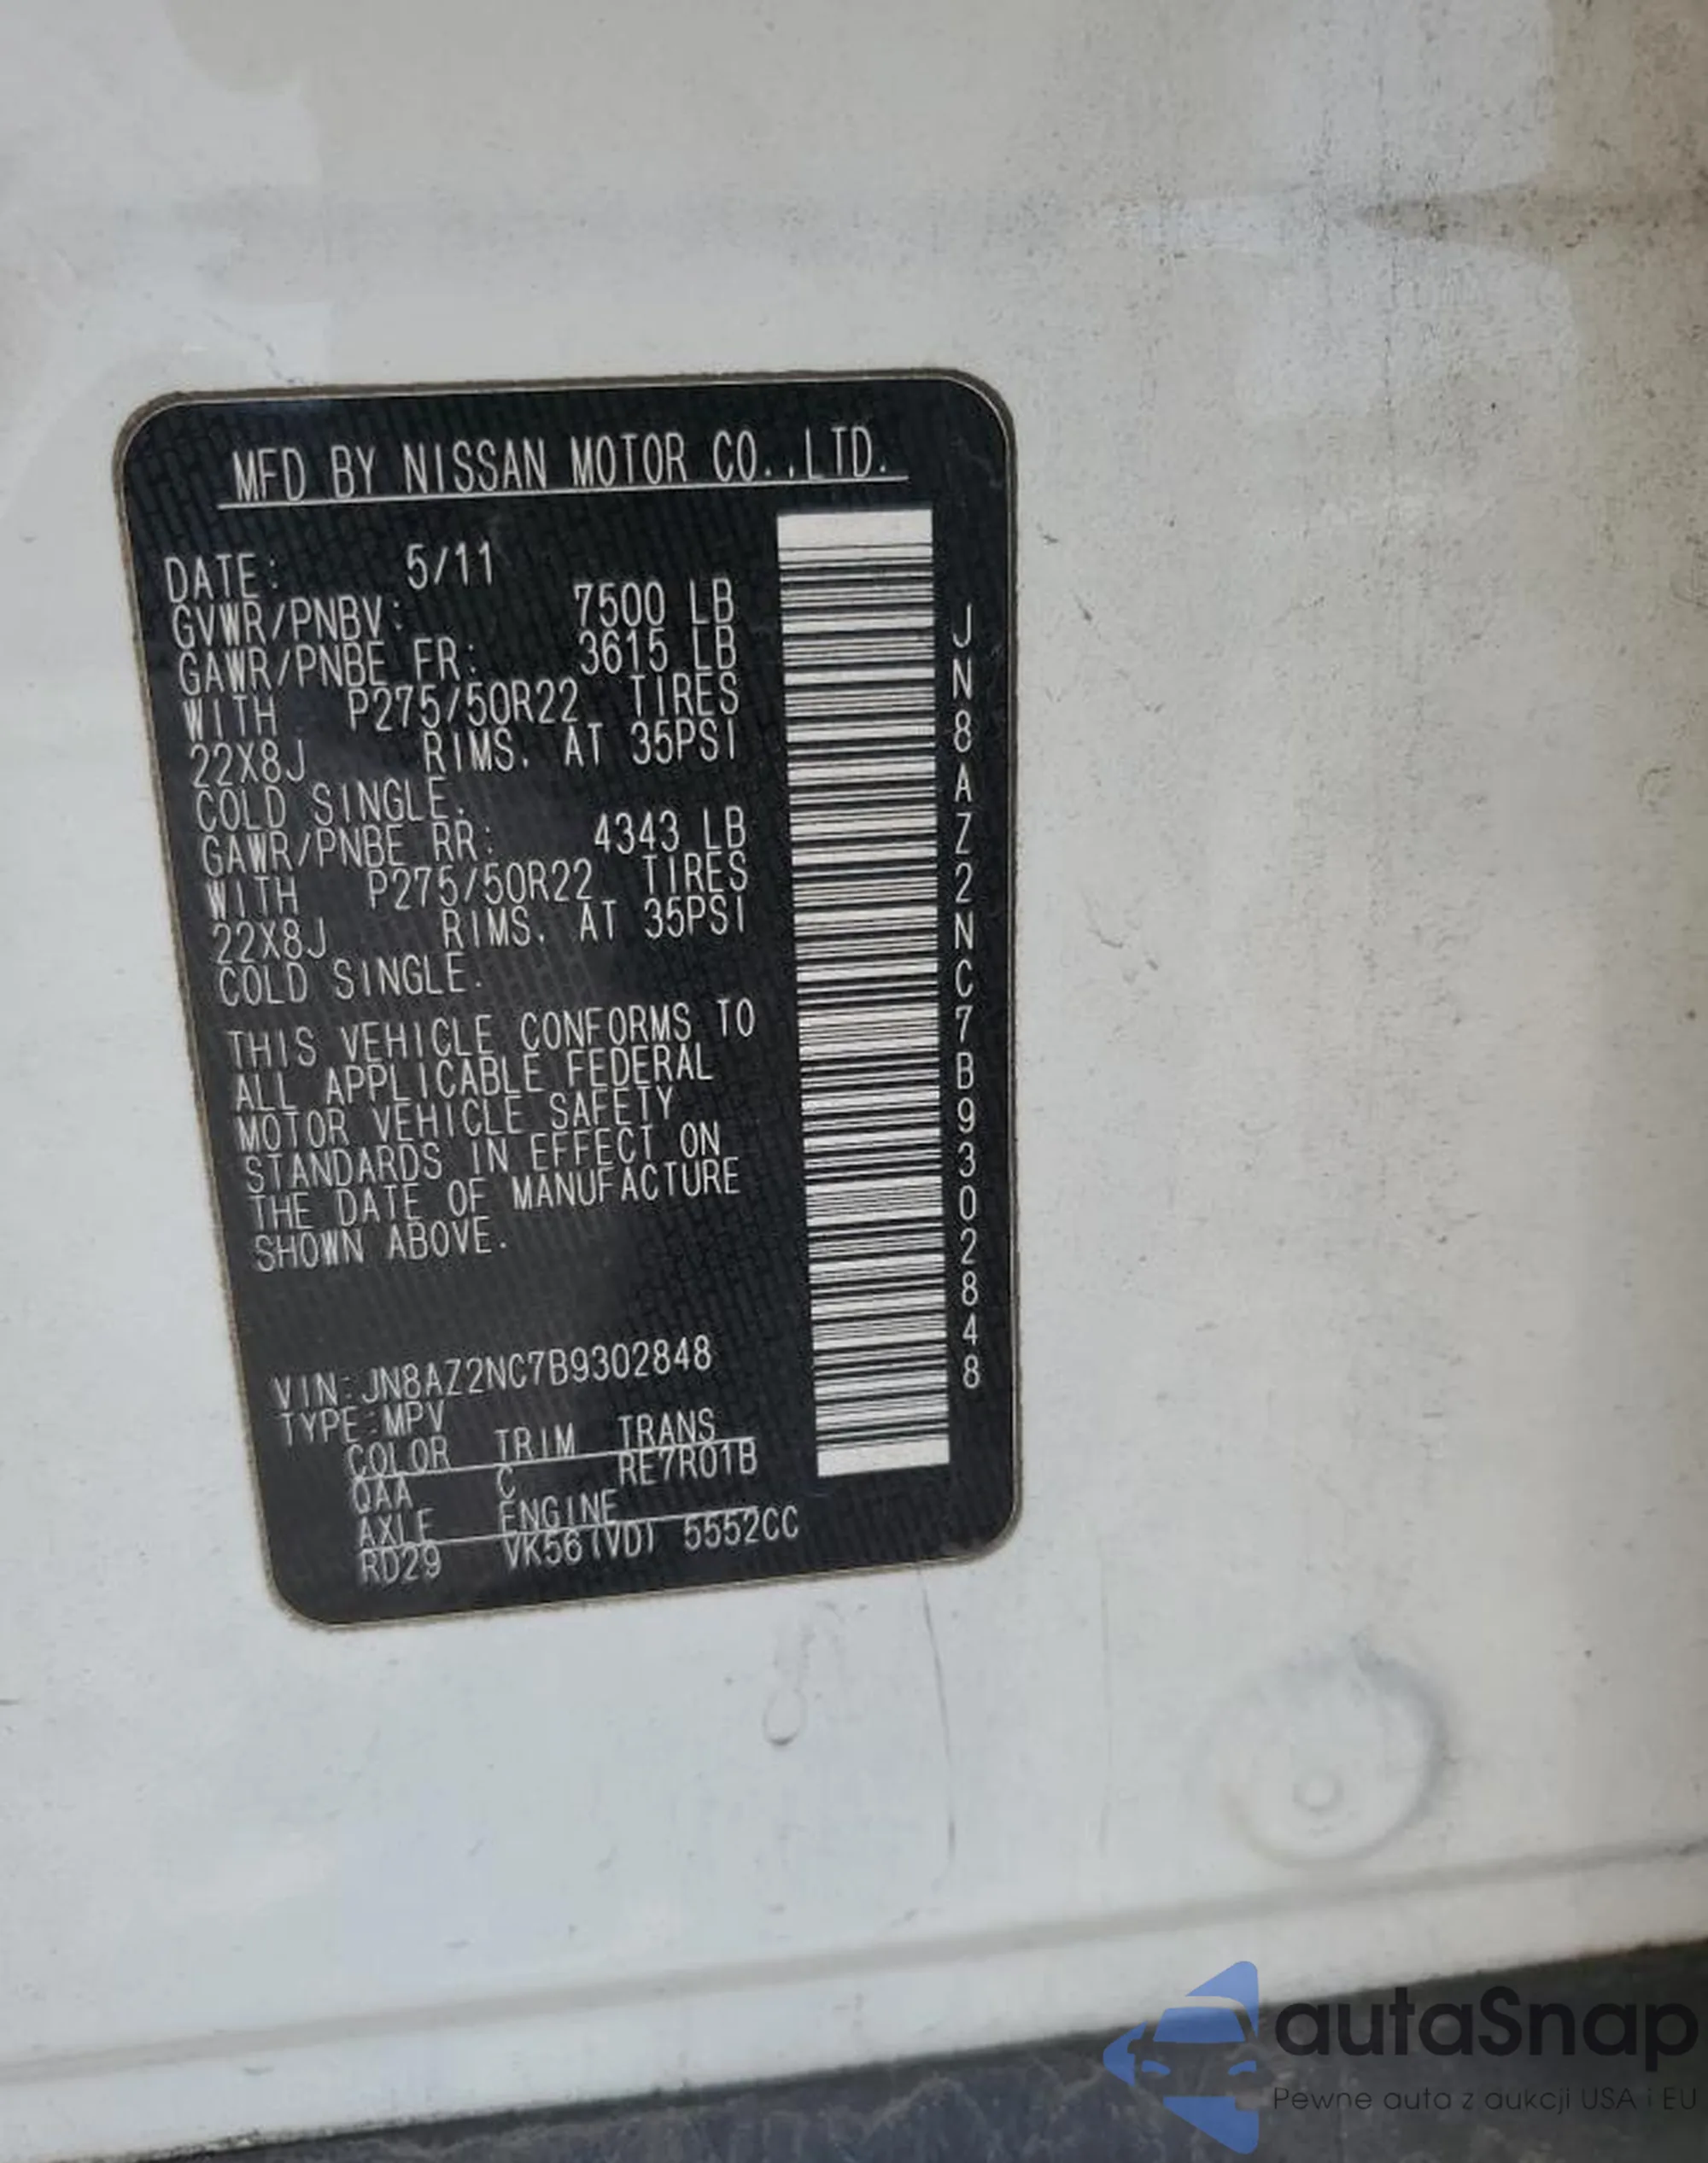 MFD BY NISSAN MOTOR CO.,LTD.
DATE: 5/11
GVWR/PNBV: 7500 LB
GAWR/PNBE FR: 3615 LB
WITH P275/50R22 TIRES
22X8J RIMS. AT 35PSI
COLD SINGLE.
GAWR/PNBE RR: 4343 LB
WITH P275/50R22 TIRES
22X8J RIMS. AT 35PSI
COLD SINGLE.
THIS VEHICLE CONFORMS TO
ALL APPLICABLE FEDERAL
MOTOR VEHICLE SAFETY
STANDARDS IN EFFECT ON
THE DATE OF MANUFACTURE
SHOWN ABOVE.
VIN:JN8AZ2NC7B9302848
TYPE:MPV
COLOR TRIM TRANS
QAA C RE7R01B
AXLE ENGINE
RD29 VK56(VD) 5552CC
JN8AZ2NC7B9302848
autaSnap
Pewne auta z aukcji USA i EU